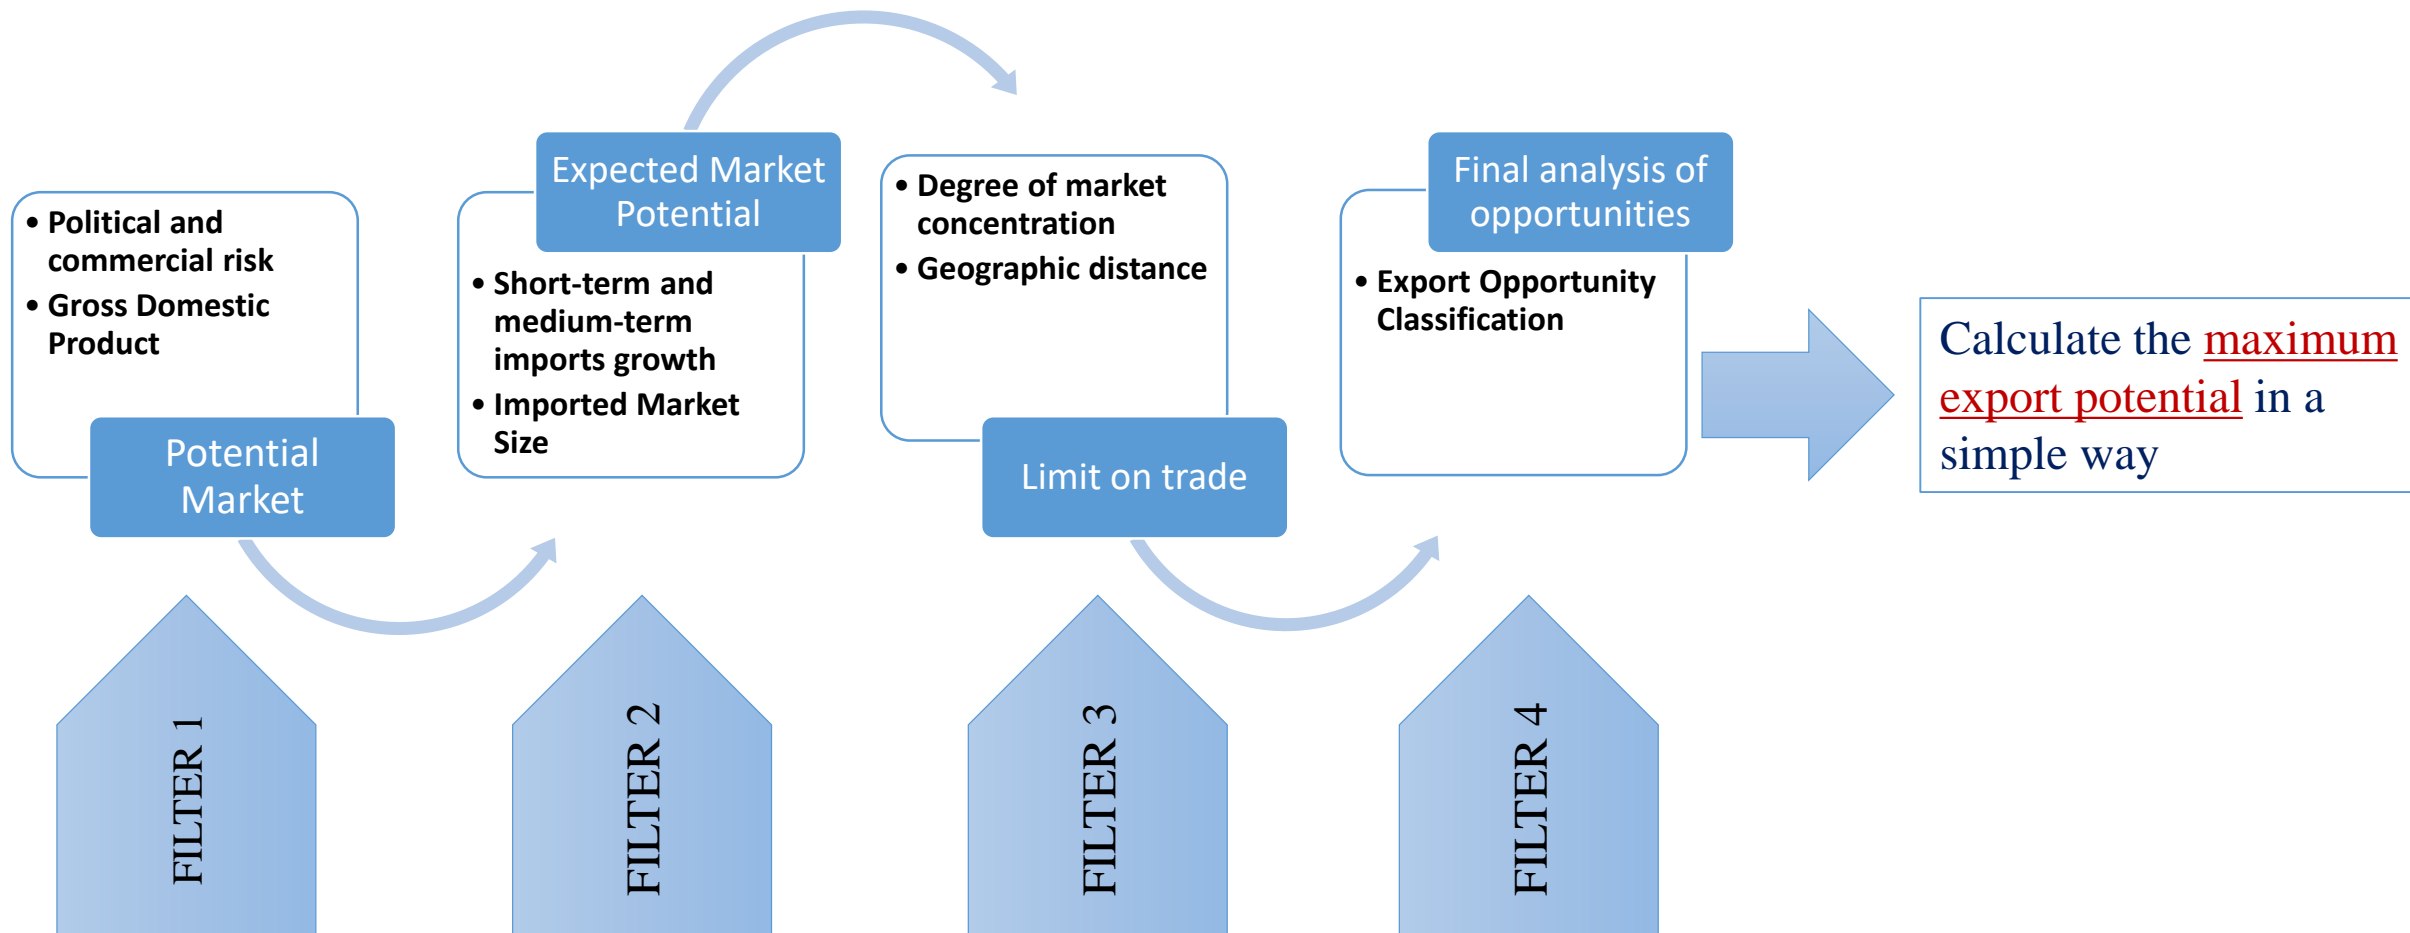 • Political and
commercial risk
• Gross Domestic
Product
Potential
Market
Expected Market
Potential
• Short-term and
medium-term
imports growth
• Imported Market
Size
• Degree of market
concentration
• Geographic distance
Limit on trade
Final analysis of
opportunities
• Export Opportunity
Classification
Calculate the maximum
export potential in a
simple way
FILTER 1
FILTER 2
FILTER 3
FILTER 4